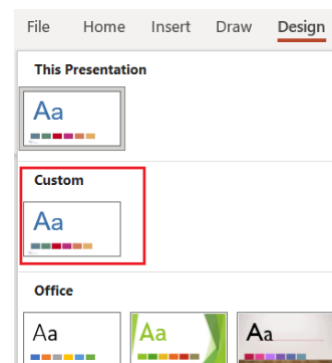 File Home Insert Draw Design
This Presentation
Aa
Custom
Aa
Office
Aa Aa Aa